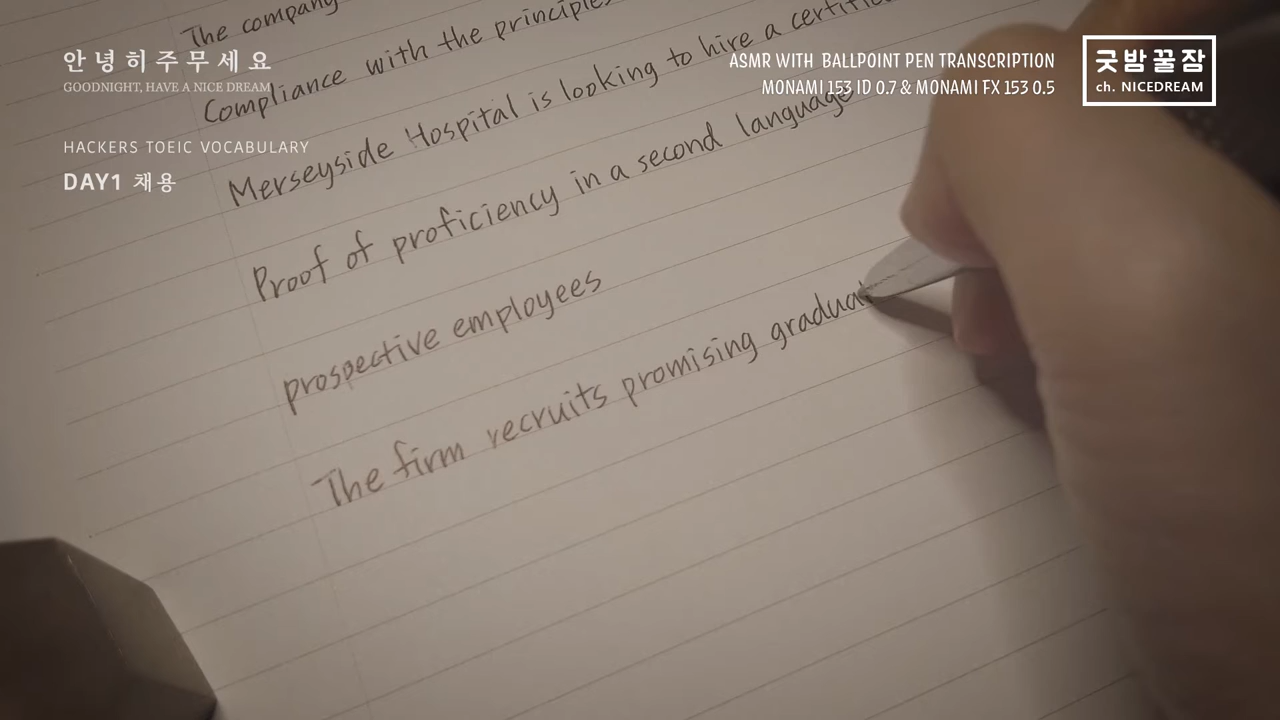 안녕히주무세요
GOODNIGHT, HAVE A NICE DREAM
HACKERS TOEIC VOCABULARY
DAY1 채용
ASMR WITH BALLPOINT PEN TRANSCRIPTION
MONAMI 153 ID 0.7 & MONAMI FX 153 0.5
굿밤꿀잠
ch. NICEDREAM
The company
Compliance with the principles
Merseyside Hospital is looking to hire a
Proof of proficiency in a second language
prospective employees
The firm recruits promising